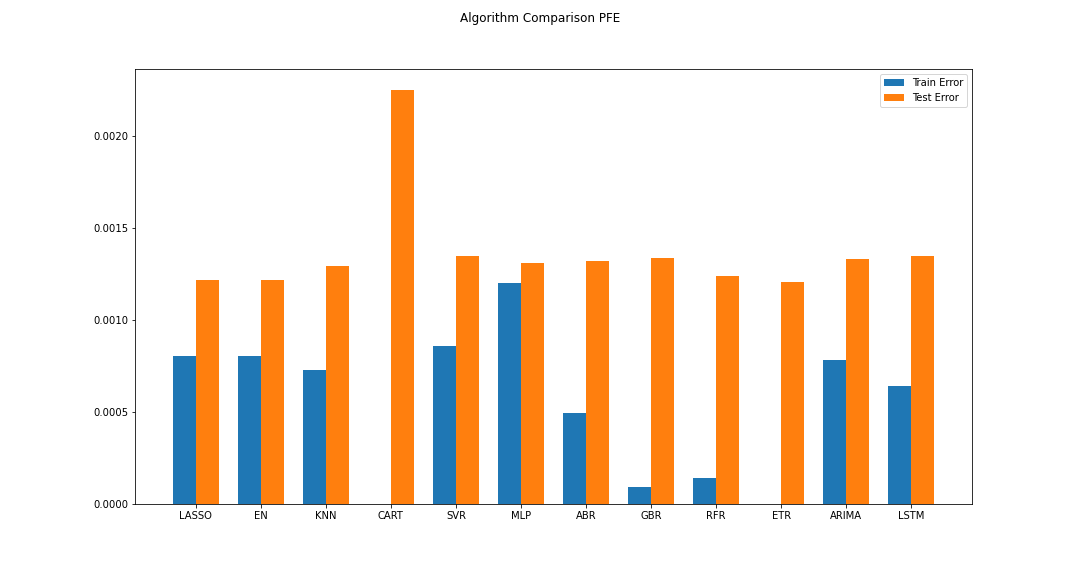 Algorithm Comparison PFE
Train Error
Test Error
0.0020
0.0015
0.0010
0.0005
0.0000
LASSO EN KNN CART SVR MLP ABR GBR RFR ETR ARIMA LSTM